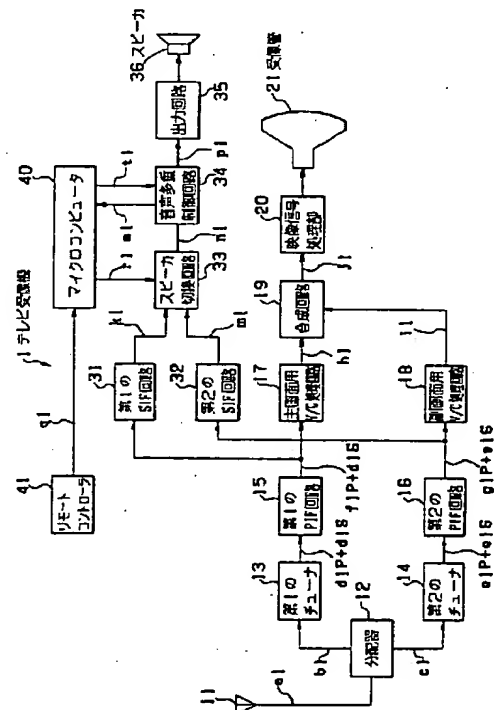 36 スピーカ
35
出力回路
p1
40
マイクロコンピュータ
t1
m1
音声多重
制御回路
34
n1
r1
スピーカ
切換回路
33
1 テレビ受像機
k1
m1
31
第1の
SIF回路
32
第2の
SIF回路
q1
41
リモート
コントローラ
21 受像管
20
映像信号
処理部
j1
19
合成回路
i1
h1
17
主画面用
Y/C処理回路
18
副画面用
Y/C処理回路
f1P+d1S
g1P+e1S
15
第1の
PIF回路
16
第2の
PIF回路
d1P+d1S
e1P+e1S
13
第1の
チューナ
14
第2の
チューナ
12
分配器
b1
c1
11
a1